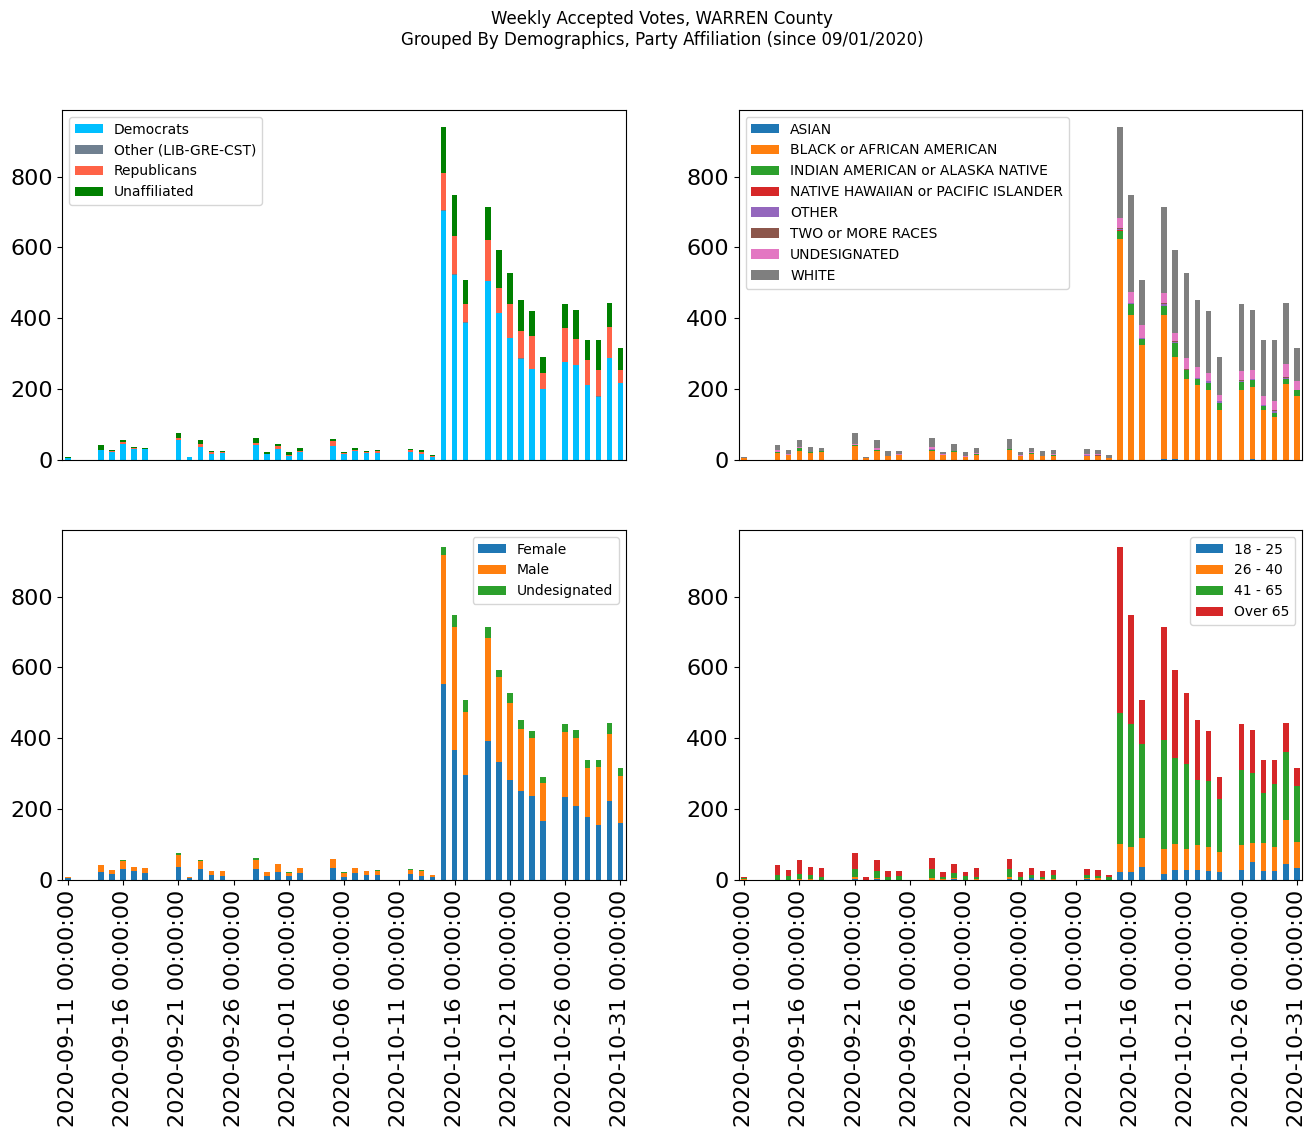 Weekly Accepted Votes, WARREN County
Grouped By Demographics, Party Affiliation (since 09/01/2020)
Democrats
Other (LIB-GRE-CST)
Republicans
Unaffiliated
800
600
400
200
0
ASIAN
BLACK or AFRICAN AMERICAN
INDIAN AMERICAN or ALASKA NATIVE
NATIVE HAWAIIAN or PACIFIC ISLANDER
OTHER
TWO or MORE RACES
UNDESIGNATED
WHITE
800
600
400
200
0
Female
Male
Undesignated
800
600
400
200
0
2020-09-11 00:00:00
2020-09-16 00:00:00
2020-09-21 00:00:00
2020-09-26 00:00:00
2020-10-01 00:00:00
2020-10-06 00:00:00
2020-10-11 00:00:00
2020-10-16 00:00:00
2020-10-21 00:00:00
2020-10-26 00:00:00
2020-10-31 00:00:00
18 - 25
26 - 40
41 - 65
Over 65
800
600
400
200
0
2020-09-11 00:00:00
2020-09-16 00:00:00
2020-09-21 00:00:00
2020-09-26 00:00:00
2020-10-01 00:00:00
2020-10-06 00:00:00
2020-10-11 00:00:00
2020-10-16 00:00:00
2020-10-21 00:00:00
2020-10-26 00:00:00
2020-10-31 00:00:00